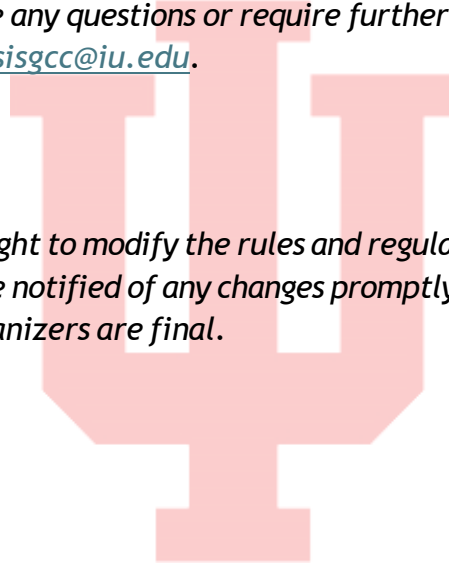 e any questions or require further
sisgcc@iu.edu.
ght to modify the rules and regula
e notified of any changes promptly
anizers are final.